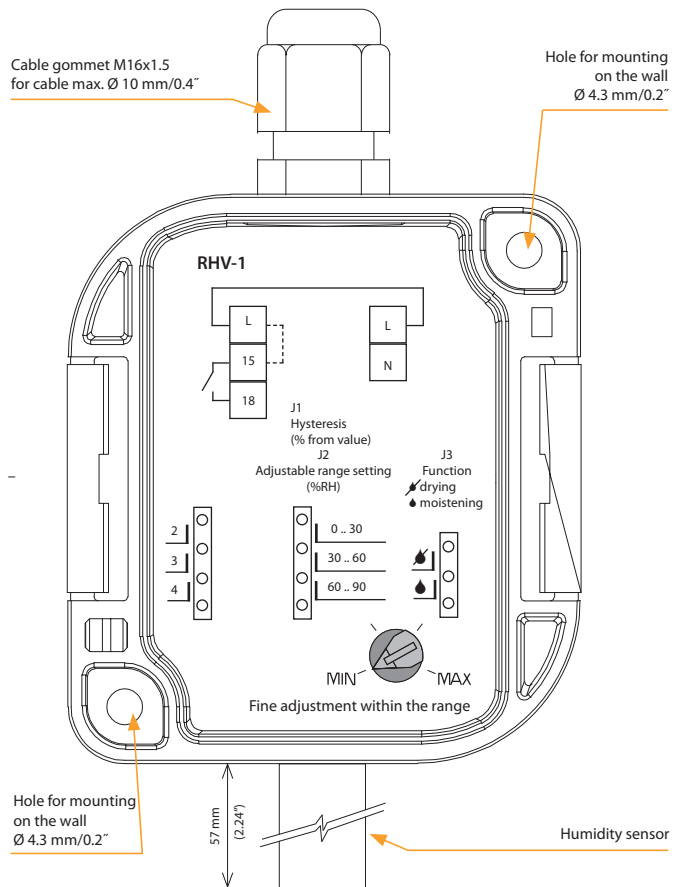 Cable gommet M16x1.5
for cable max. Ø 10 mm/0.4˝
Hole for mounting
on the wall
Ø 4.3 mm/0.2˝
RHV-1
L
15
18
L
N
J1
Hysteresis
(% from value)
J2
Adjustable range setting
(%RH)
J3
Function
drying
moistening
2
3
4
0 .. 30
30 .. 60
60 .. 90
MIN
MAX
Fine adjustment within the range
Hole for mounting
on the wall
Ø 4.3 mm/0.2˝
57 mm
(2.24˝)
Humidity sensor